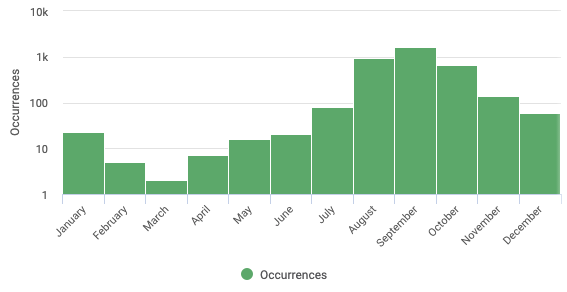 10k
1k
100
10
1
Occurrences
January
February
March
April
May
June
July
August
September
October
November
December
Occurrences